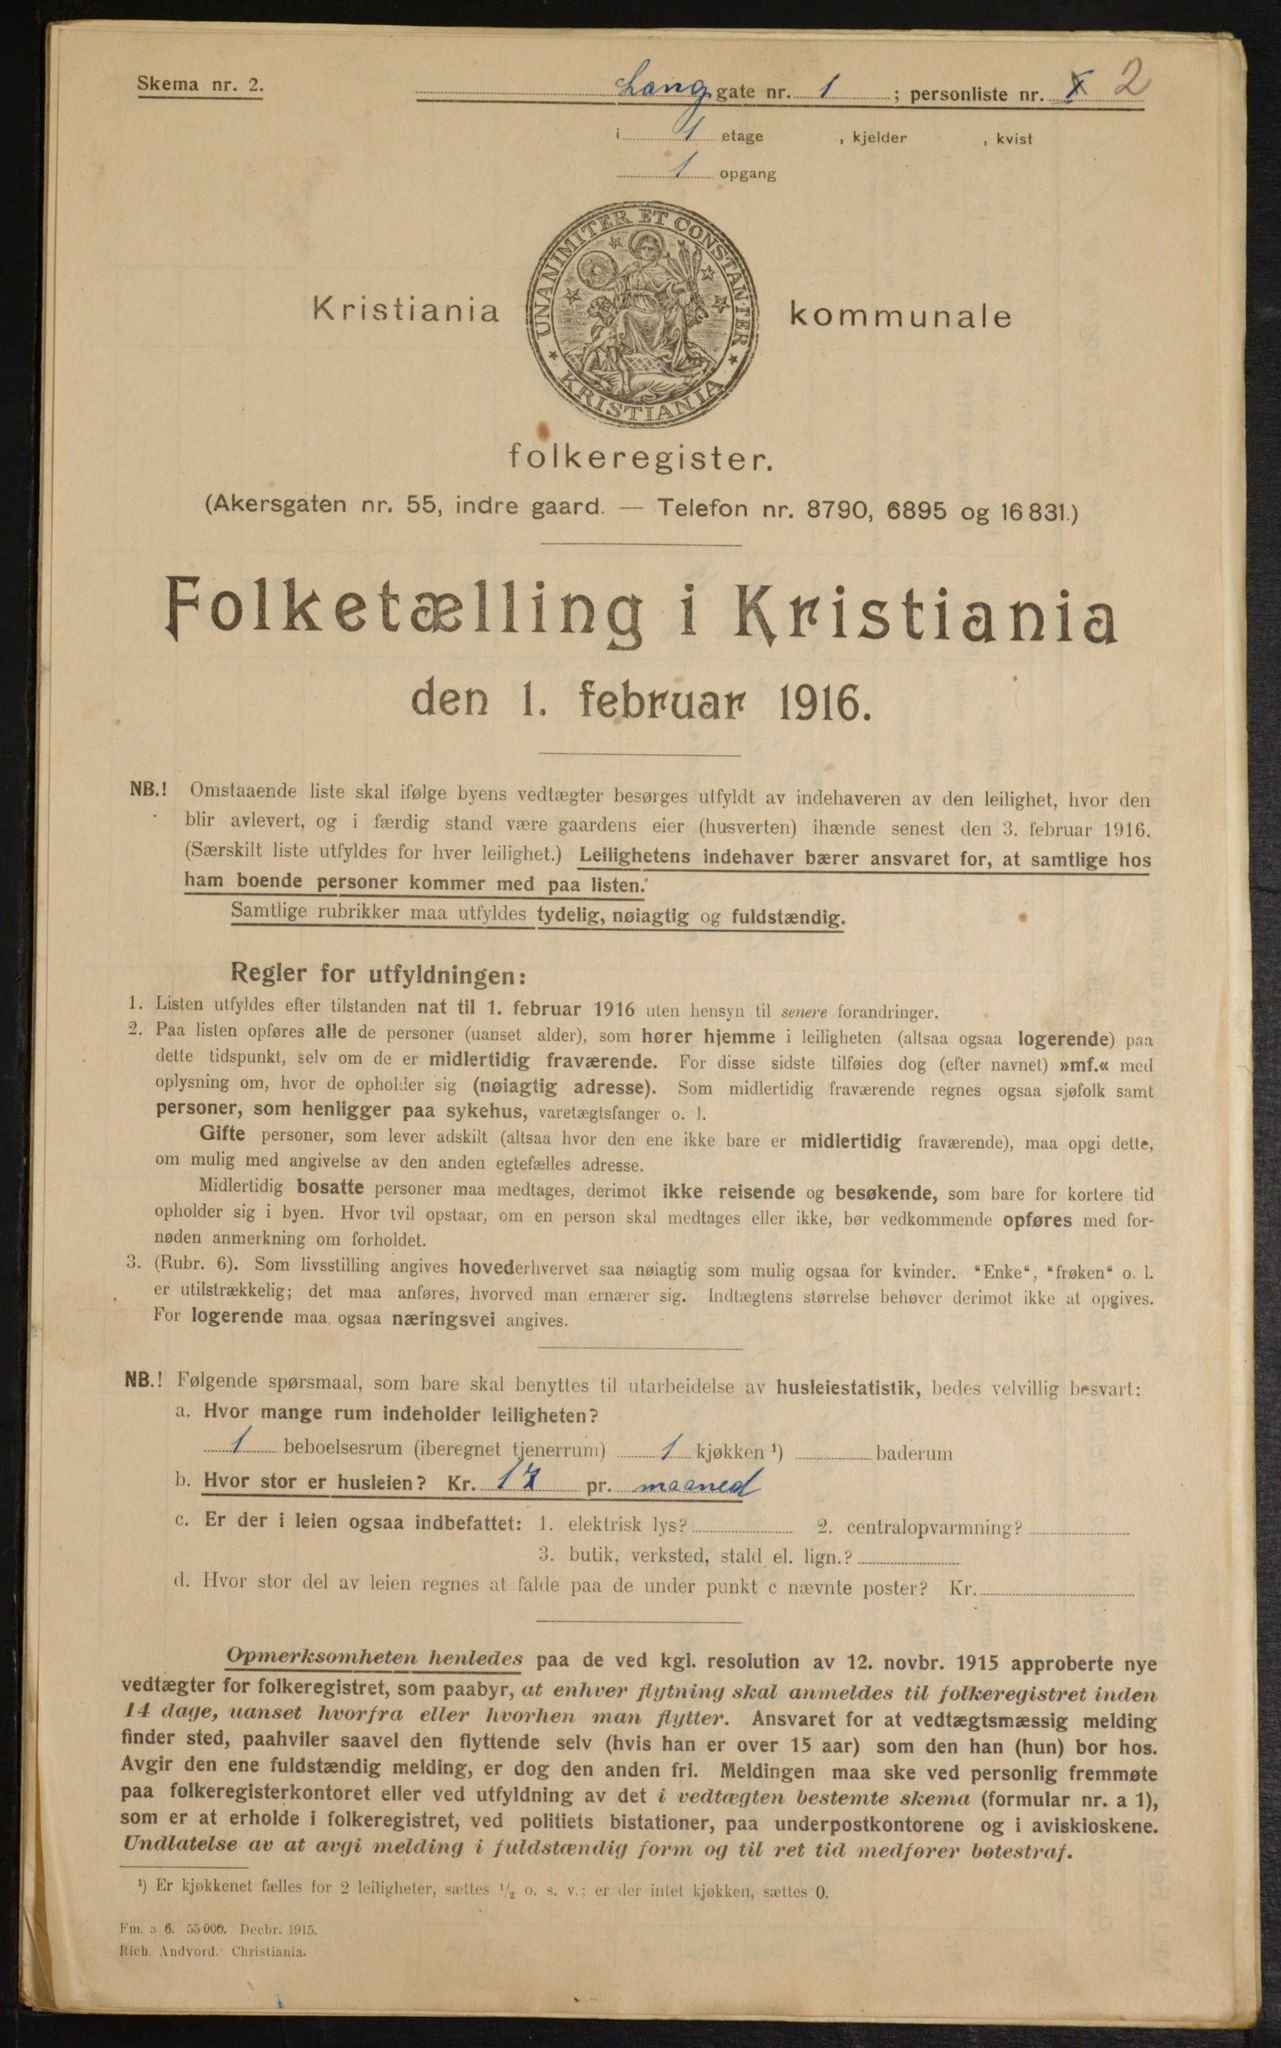 Skema nr. 2.
Lang gate nr. 1 ; personliste nr. 2
i 1 etage , kjelder , kvist
1 opgang
UNANIMITER ET CONSTANTER
KRISTIANIA
Kristiania kommunale
folkeregister.
(Akersgaten nr. 55, indre gaard. — Telefon nr. 8790, 6895 og 16831.)
Folketælling i Kristiania
den 1. februar 1916.
NB.! Omstaaende liste skal ifølge byens vedtægter besørges utfyldt av indehaveren av den leilighet, hvor den
blir avlevert, og i færdig stand være gaardens eier (husverten) ihænde senest den 3. februar 1916.
(Særskilt liste utfyldes for hver leilighet.) Leilighetens indehaver bærer ansvaret for, at samtlige hos
ham boende personer kommer med paa listen.
Samtlige rubrikker maa utfyldes tydelig, nøiagtig og fuldstændig.
Regler for utfyldningen:
1. Listen utfyldes efter tilstanden nat til 1. februar 1916 uten hensyn til senere forandringer.
2. Paa listen opføres alle de personer (uanset alder), som hører hjemme i leiligheten (altsaa ogsaa logerende) paa
dette tidspunkt, selv om de er midlertidig fraværende. For disse sidste tilføies dog (efter navnet) »mf.« med
oplysning om, hvor de opholder sig (nøiagtig adresse). Som midlertidig fraværende regnes ogsaa sjøfolk samt
personer, som henligger paa sykehus, varetægtsfanger o. l.
Gifte personer, som lever adskilt (altsaa hvor den ene ikke bare er midlertidig fraværende), maa opgi dette,
om mulig med angivelse av den anden egtefælles adresse.
Midlertidig bosatte personer maa medtages, derimot ikke reisende og besøkende, som bare for kortere tid
opholder sig i byen. Hvor tvil opstaar, om en person skal medtages eller ikke, bør vedkommende opføres med for-
nøden anmerkning om forholdet.
3. (Rubr. 6). Som livsstilling angives hovederhvervet saa nøiagtig som mulig ogsaa for kvinder. "Enke", "frøken" o. l.
er utilstrækkelig; det maa anføres, hvorved man ernærer sig. Indtægtens størrelse behøver derimot ikke at opgives.
For logerende maa ogsaa næringsvei angives.
NB.! Følgende spørsmaal, som bare skal benyttes til utarbeidelse av husleiestatistik, bedes velvillig besvart:
a. Hvor mange rum indeholder leiligheten?
1 beboelsesrum (iberegnet tjenerrum) 1 kjøkken ¹) baderum
b. Hvor stor er husleien? Kr. 17 pr. maaned
c. Er der i leien ogsaa indbefattet: 1. elektrisk lys? 2. centralopvarmning?
3. butik, verksted, stald el. lign.?
d. Hvor stor del av leien regnes at falde paa de under punkt c nævnte poster? Kr.
Opmerksomheten henledes paa de ved kgl. resolution av 12. novbr. 1915 approberte nye
vedtægter for folkeregistret, som paabyr, at enhver flytning skal anmeldes til folkeregistret inden
14 dage, uanset hvorfra eller hvorhen man flytter. Ansvaret for at vedtægtsmæssig melding
finder sted, paahviler saavel den flyttende selv (hvis han er over 15 aar) som den han (hun) bor hos.
Avgir den ene fuldstændig melding, er dog den anden fri. Meldingen maa ske ved personlig fremmøte
paa folkeregisterkontoret eller ved utfyldning av det i vedtægten bestemte skema (formular nr. a 1),
som er at erholde i folkeregistret, ved politiets bistationer, paa underpostkontorene og i aviskioskene.
Undlatelse av at avgi melding i fuldstændig form og til ret tid medfører bøtestraf.
¹) Er kjøkkenet fælles for 2 leiligheter, sættes ¹/₂ o. s. v.; er der intet kjøkken, sættes 0.
Fm. a 6. 55 000. Decbr. 1915.
Rich. Andvord. Christiania.